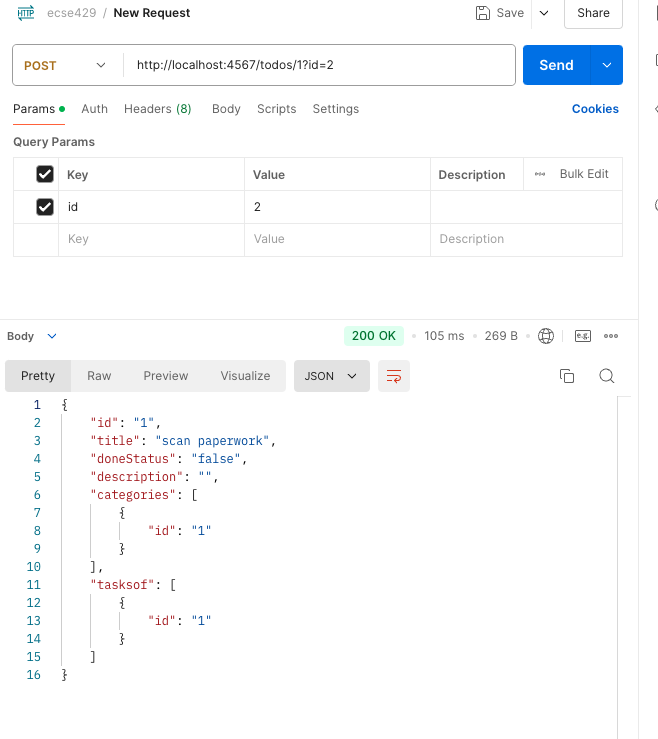 HTTP ecse429 / New Request Save Share
POST http://localhost:4567/todos/1?id=2 Send
Params Auth Headers (8) Body Scripts Settings Cookies
Query Params
Key Value Description Bulk Edit
id 2
Key Value Description
Body 200 OK 105 ms 269 B e.g.
Pretty Raw Preview Visualize JSON
1 {
2 "id": "1",
3 "title": "scan paperwork",
4 "doneStatus": "false",
5 "description": "",
6 "categories": [
7 {
8 "id": "1"
9 }
10 ],
11 "tasksof": [
12 {
13 "id": "1"
14 }
15 ]
16 }